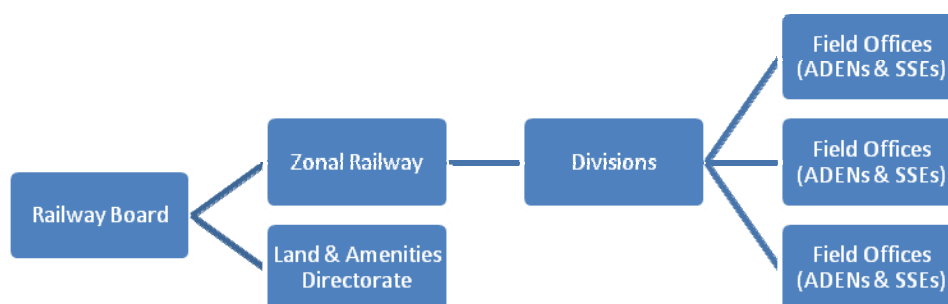 Railway Board
Zonal Railway
Land & Amenities
Directorate
Divisions
Field Offices
(ADENs & SSEs)
Field Offices
(ADENs & SSEs)
Field Offices
(ADENs & SSEs)